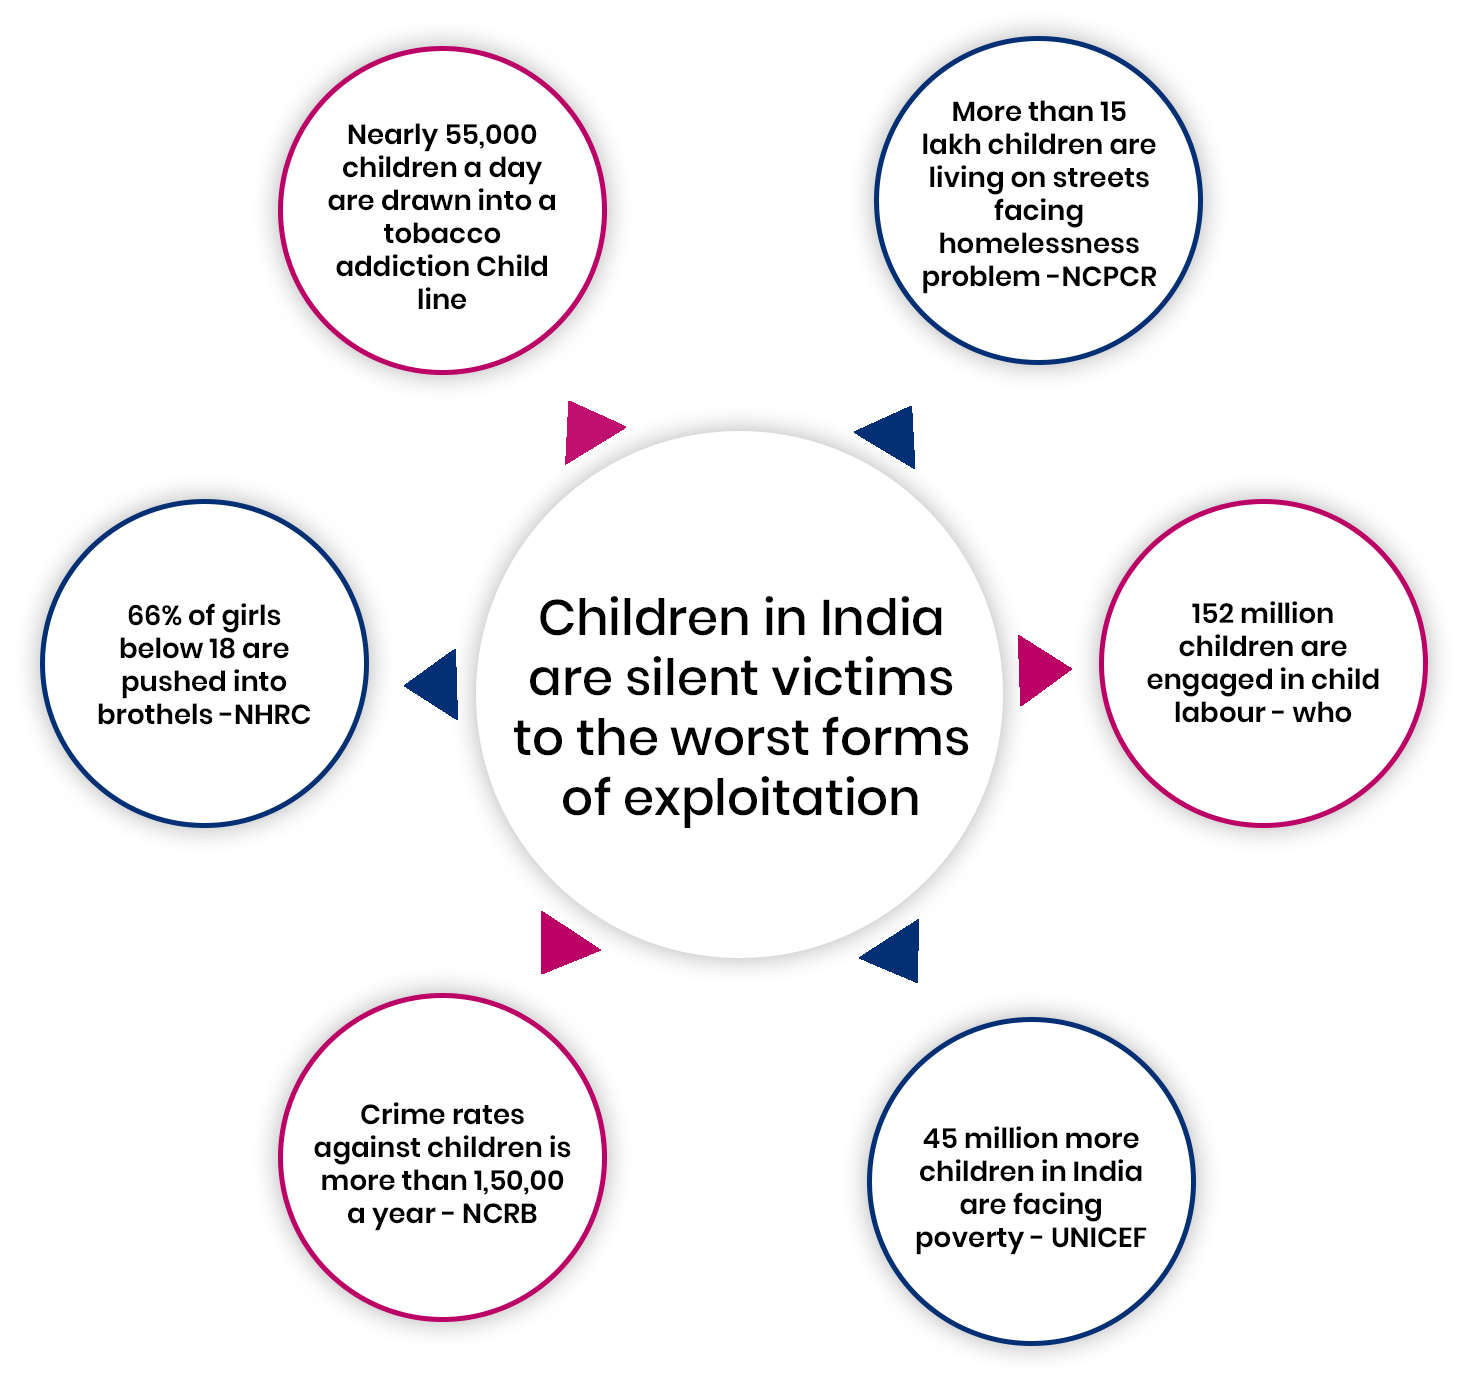 Nearly 55,000
children a day
are drawn into a
tobacco
addiction Child
line
More than 15
lakh children are
living on streets
facing
homelessness
problem -NCPCR
66% of girls
below 18 are
pushed into
brothels -NHRC
Children in India
are silent victims
to the worst forms
of exploitation
152 million
children are
engaged in child
labour - who
Crime rates
against children is
more than 1,50,00
a year - NCRB
45 million more
children in India
are facing
poverty - UNICEF